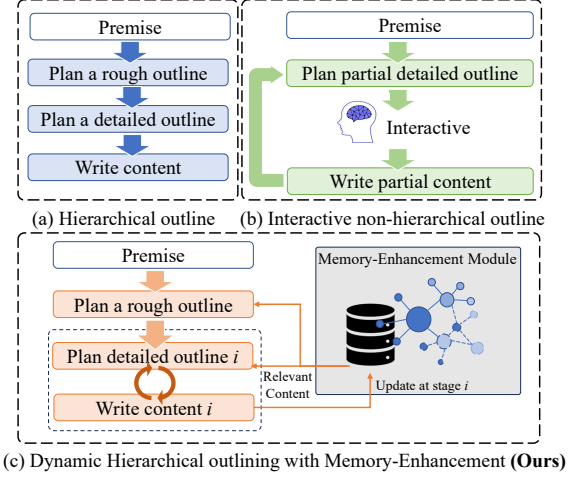 Premise
Plan a rough outline
Plan a detailed outline
Write content
(a) Hierarchical outline
Premise
Plan partial detailed outline
Interactive
Write partial content
(b) Interactive non-hierarchical outline
Premise
Plan a rough outline
Plan detailed outline i
Write content i
Memory-Enhancement Module
Relevant
Content
Update at stage i
(c) Dynamic Hierarchical outlining with Memory-Enhancement (Ours)